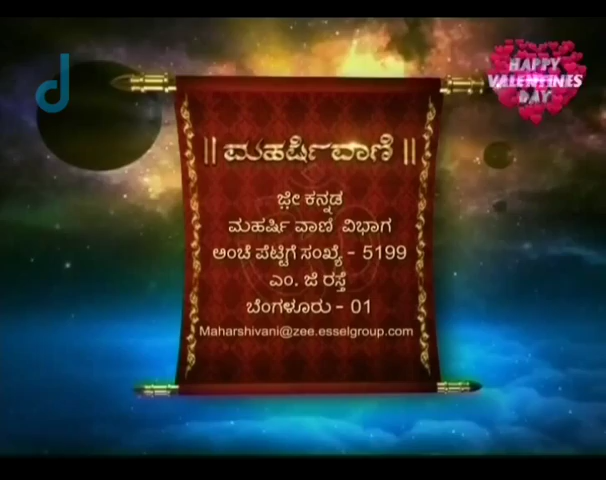 HAPPY
VALENTINES
DAY
|| ಮಹರ್ಷಿ ವಾಣಿ ||
ಜ಼ೀ ಕನ್ನಡ
ಮಹರ್ಷಿ ವಾಣಿ ವಿಭಾಗ
ಅಂಚೆ ಪೆಟ್ಟಿಗೆ ಸಂಖ್ಯೆ - 5199
ಎಂ. ಜಿ ರಸ್ತೆ
ಬೆಂಗಳೂರು - 01
Maharshivani@zee.esselgroup.com